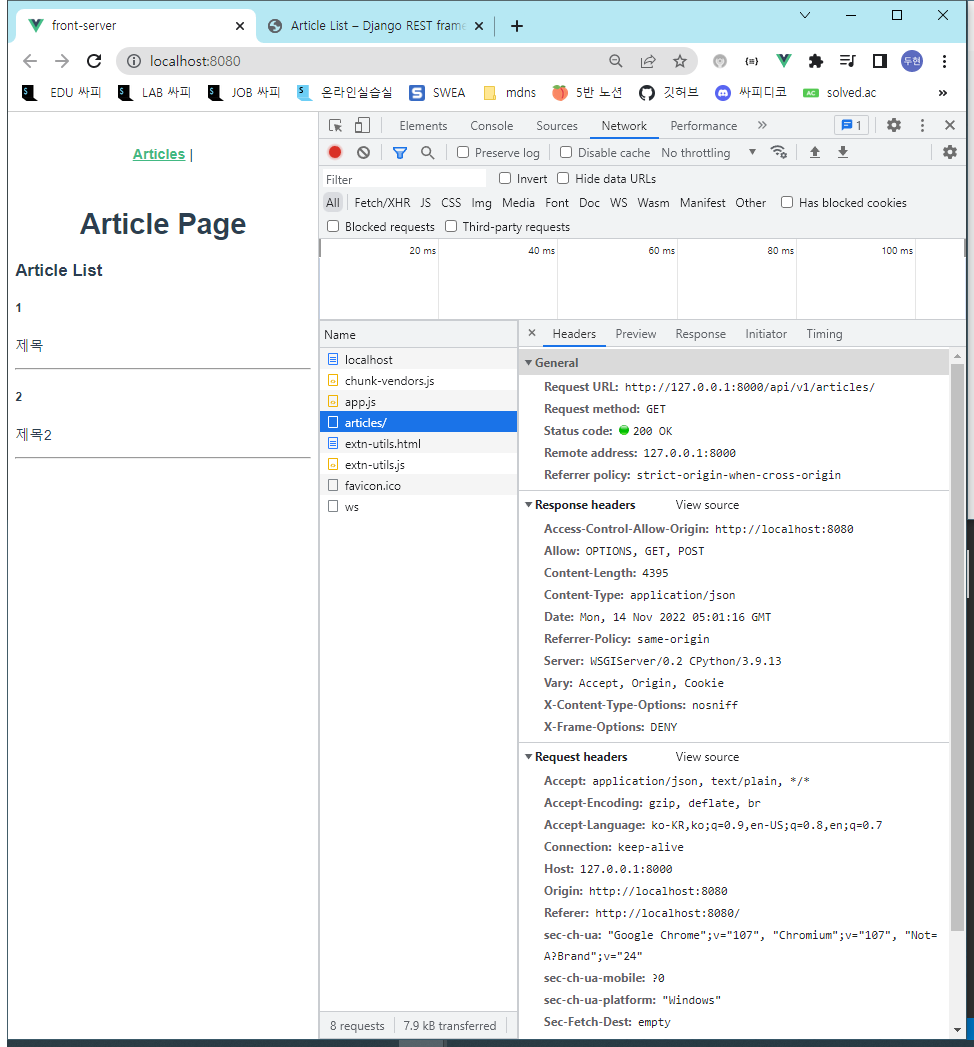 front-server
Article List – Django REST frame
localhost:8080
두현
EDU 싸피 LAB 싸피 JOB 싸피 온라인실습실 SWEA mdns 5반 노션 깃허브 싸피디코 solved.ac »
Articles |
Article Page
Article List
1
제목
2
제목2
Elements Console Sources Network Performance » 1
Preserve log Disable cache No throttling
Filter Invert Hide data URLs
All Fetch/XHR JS CSS Img Media Font Doc WS Wasm Manifest Other Has blocked cookies
Blocked requests Third-party requests
20 ms 40 ms 60 ms 80 ms 100 ms
Name
localhost
chunk-vendors.js
app.js
articles/
extn-utils.html
extn-utils.js
favicon.ico
ws
8 requests 7.9 kB transferred
Headers Preview Response Initiator Timing
General
Request URL: http://127.0.0.1:8000/api/v1/articles/
Request method: GET
Status code: 200 OK
Remote address: 127.0.0.1:8000
Referrer policy: strict-origin-when-cross-origin
Response headers View source
Access-Control-Allow-Origin: http://localhost:8080
Allow: OPTIONS, GET, POST
Content-Length: 4395
Content-Type: application/json
Date: Mon, 14 Nov 2022 05:01:16 GMT
Referrer-Policy: same-origin
Server: WSGIServer/0.2 CPython/3.9.13
Vary: Accept, Origin, Cookie
X-Content-Type-Options: nosniff
X-Frame-Options: DENY
Request headers View source
Accept: application/json, text/plain, */*
Accept-Encoding: gzip, deflate, br
Accept-Language: ko-KR,ko;q=0.9,en-US;q=0.8,en;q=0.7
Connection: keep-alive
Host: 127.0.0.1:8000
Origin: http://localhost:8080
Referer: http://localhost:8080/
sec-ch-ua: "Google Chrome";v="107", "Chromium";v="107", "Not=
A?Brand";v="24"
sec-ch-ua-mobile: ?0
sec-ch-ua-platform: "Windows"
Sec-Fetch-Dest: empty